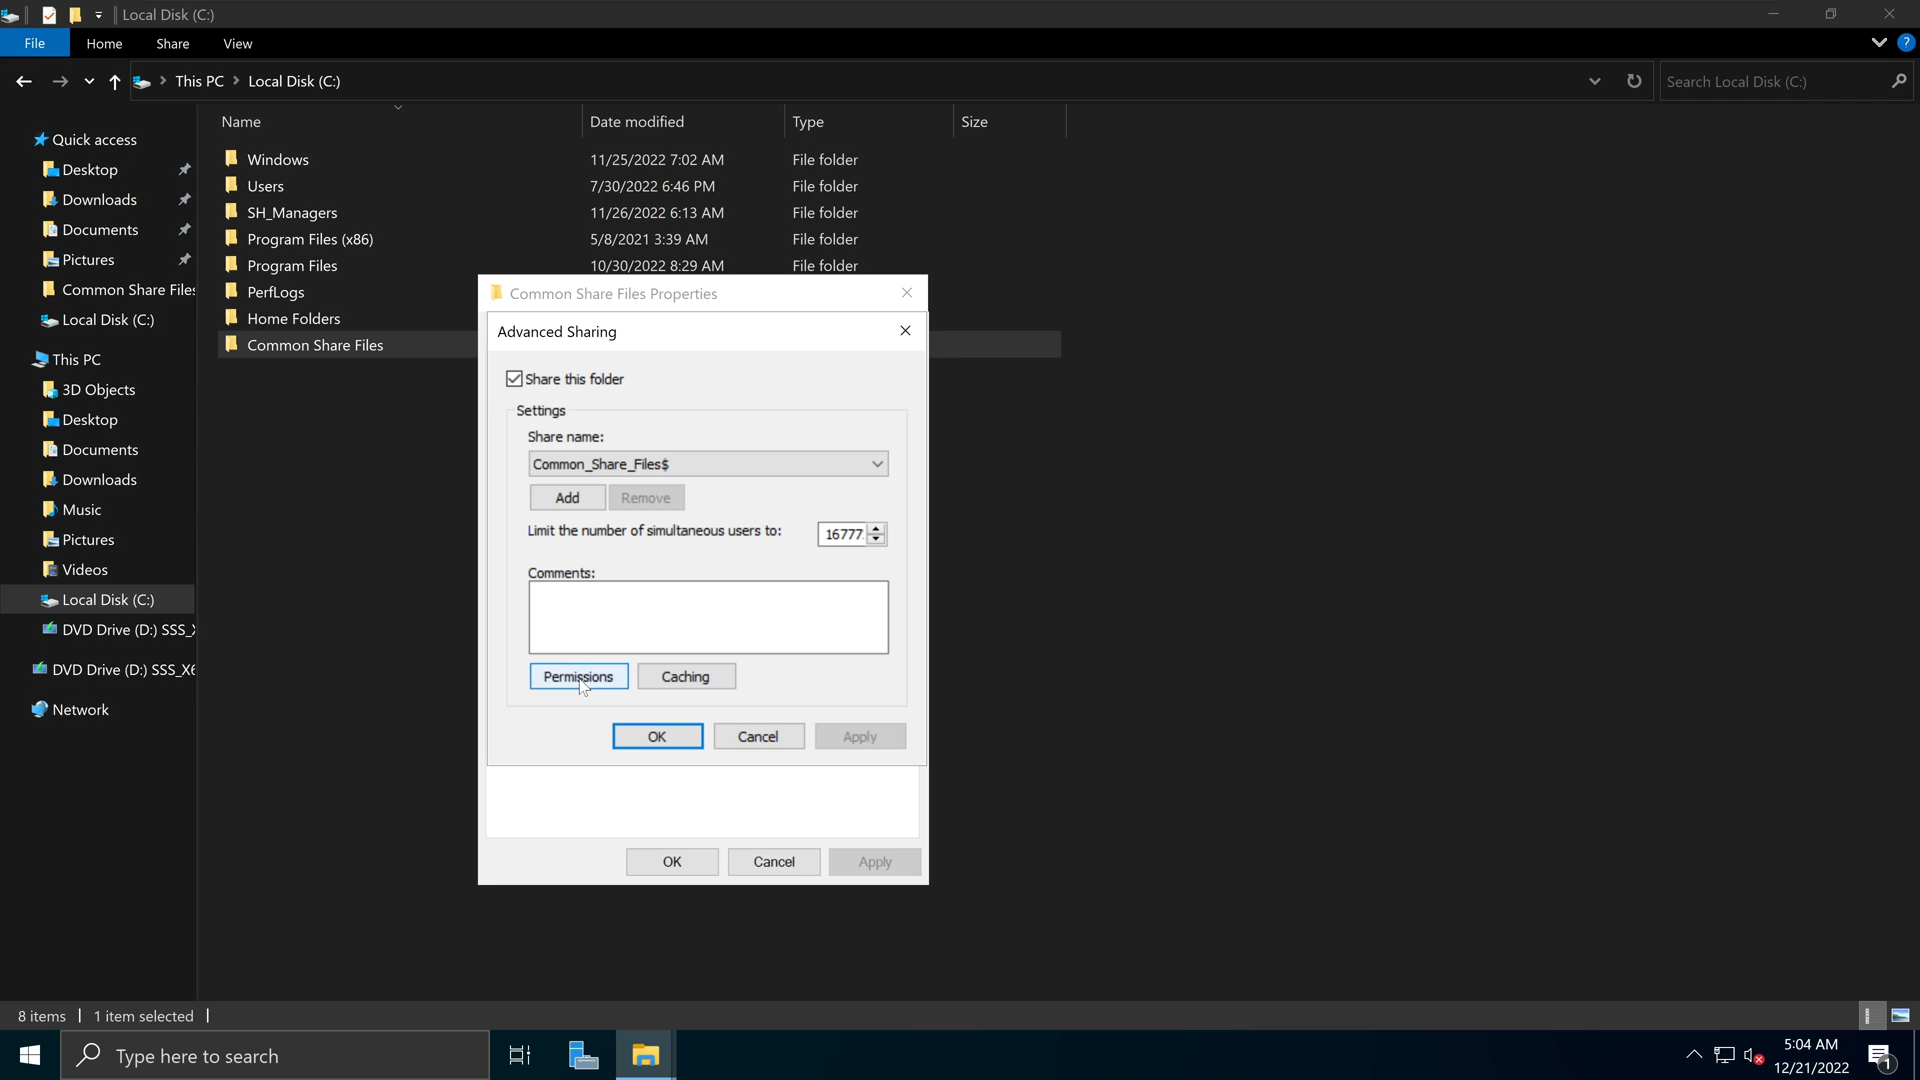 Local Disk (C:)
File Home Share View
?
This PC Local Disk (C:)
Search Local Disk (C:)
Name Date modified Type Size
Quick access
Desktop
Downloads
Documents
Pictures
Common Share Files
Local Disk (C:)
This PC
3D Objects
Desktop
Documents
Downloads
Music
Pictures
Videos
Local Disk (C:)
DVD Drive (D:) SSS_X
DVD Drive (D:) SSS_X6
Network
Windows 11/25/2022 7:02 AM File folder
Users 7/30/2022 6:46 PM File folder
SH_Managers 11/26/2022 6:13 AM File folder
Program Files (x86) 5/8/2021 3:39 AM File folder
Program Files 10/30/2022 8:29 AM File folder
PerfLogs
Home Folders
Common Share Files
Common Share Files Properties
Advanced Sharing
Share this folder
Settings
Share name:
Common_Share_Files$
Add Remove
Limit the number of simultaneous users to: 16777
Comments:
Permissions Caching
OK Cancel Apply
OK Cancel Apply
8 items 1 item selected
Type here to search
5:04 AM
12/21/2022
1